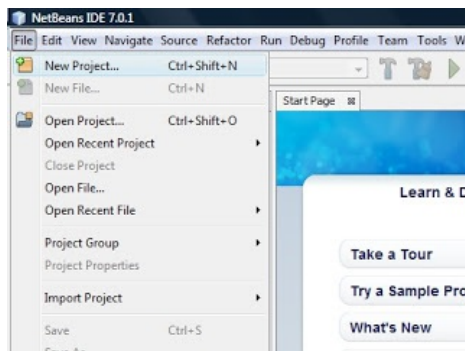 NetBeans IDE 7.0.1
File Edit View Navigate Source Refactor Run Debug Profile Team Tools
New Project... Ctrl+Shift+N
New File... Ctrl+N
Start Page
Open Project... Ctrl+Shift+O
Open Recent Project
Close Project
Open File...
Open Recent File
Learn & D
Project Group
Project Properties
Take a Tour
Import Project
Try a Sample Pro
What's New
Save Ctrl+S
Save As